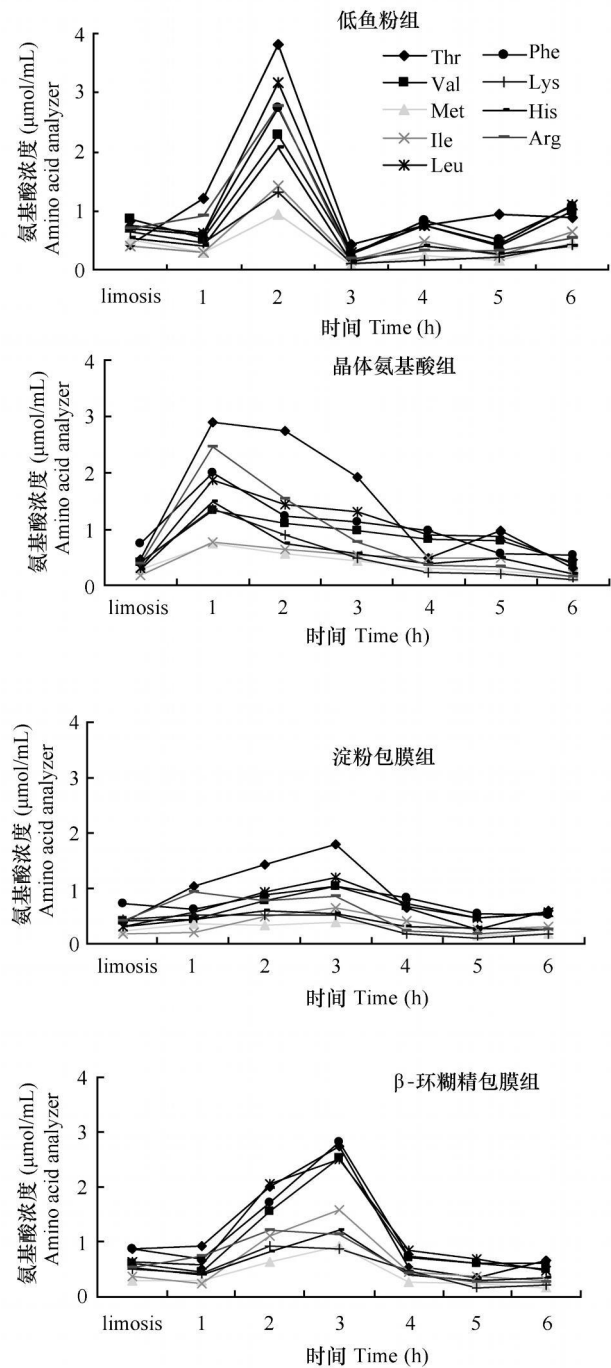 低鱼粉组
Thr
Phe
Val
Lys
Met
His
Ile
Arg
Leu
氨基酸浓度 (μmol/mL)
Amino acid analyzer
4
3
2
1
0
limosis 1 2 3 4 5 6
时间 Time (h)
晶体氨基酸组
氨基酸浓度 (μmol/mL)
Amino acid analyzer
4
3
2
1
0
limosis 1 2 3 4 5 6
时间 Time (h)
淀粉包膜组
氨基酸浓度 (μmol/mL)
Amino acid analyzer
4
3
2
1
0
limosis 1 2 3 4 5 6
时间 Time (h)
β-环糊精包膜组
氨基酸浓度 (μmol/mL)
Amino acid analyzer
4
3
2
1
0
limosis 1 2 3 4 5 6
时间 Time (h)